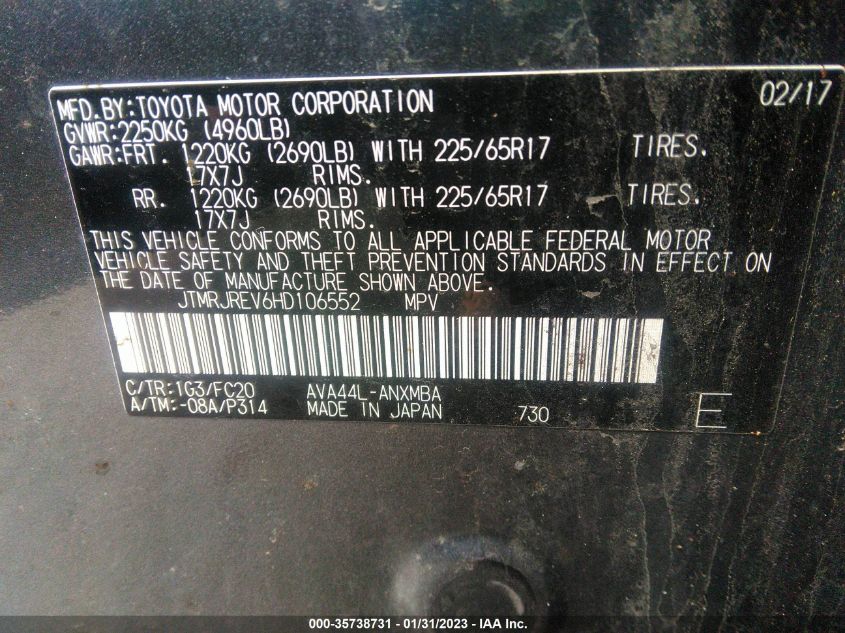 MFD.BY:TOYOTA MOTOR CORPORATION 02/17
GVWR:2250KG (4960LB)
GAWR:FRT. 1220KG (2690LB) WITH 225/65R17 TIRES.
17X7J RIMS.
RR. 1220KG (2690LB) WITH 225/65R17 TIRES.
17X7J RIMS.
THIS VEHICLE CONFORMS TO ALL APPLICABLE FEDERAL MOTOR
VEHICLE SAFETY AND THEFT PREVENTION STANDARDS IN EFFECT ON
THE DATE OF MANUFACTURE SHOWN ABOVE.
JTMRJREV6HD106552 MPV
C/TR:1G3/FC20 AVA44L-ANXMBA
A/TM:-08A/P314 MADE IN JAPAN 730 E
000-35738731 - 01/31/2023 - IAA Inc.